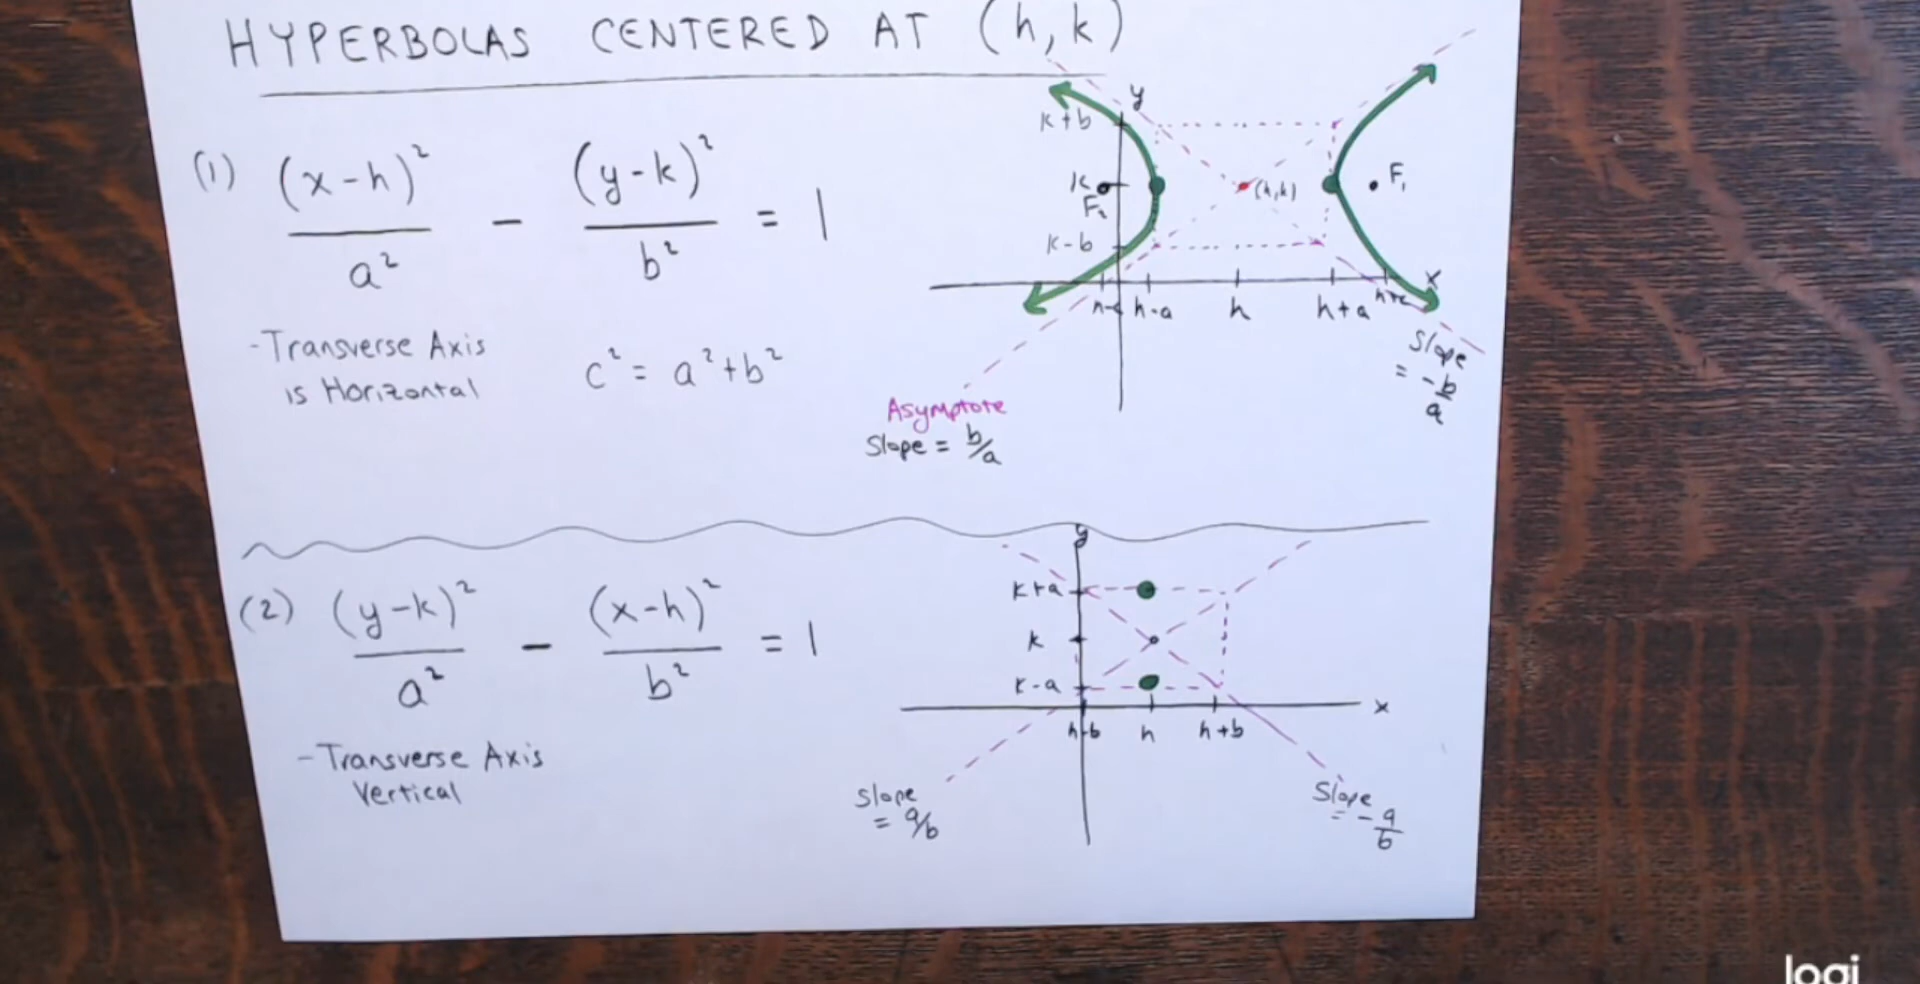 HYPERBOLAS CENTERED AT (h, k)
(1) (x-h)² / a² - (y-k)² / b² = 1
- Transverse Axis
is Horizontal
c² = a² + b²
y
k+b
k
F₂
k-b
(h,k)
F₁
x
h-c h-a h h+a h+c
Slope
= -b/a
Asymptote
Slope = b/a
(2) (y-k)² / a² - (x-h)² / b² = 1
- Transverse Axis
Vertical
y
k+a
k
k-a
x
h-b h h+b
Slope
= a/b
Slope
= -a/b
logi